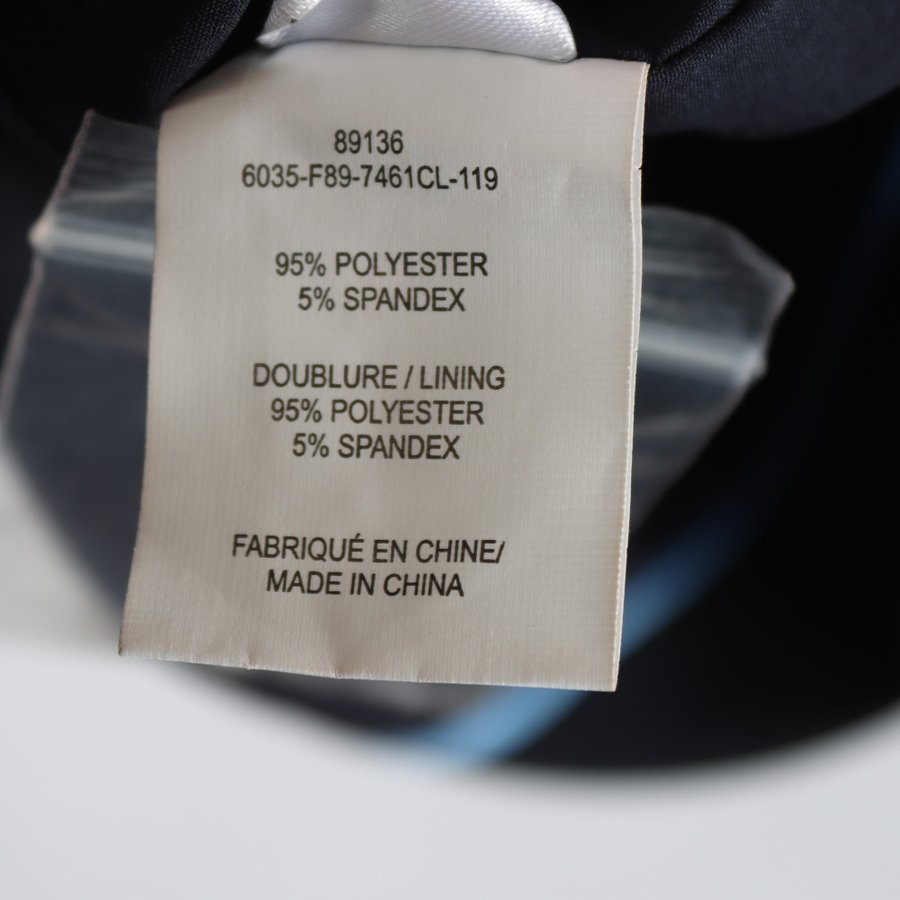 89136
6035-F89-7461CL-119
95% POLYESTER
5% SPANDEX
DOUBLURE / LINING
95% POLYESTER
5% SPANDEX
FABRIQUÉ EN CHINE/
MADE IN CHINA